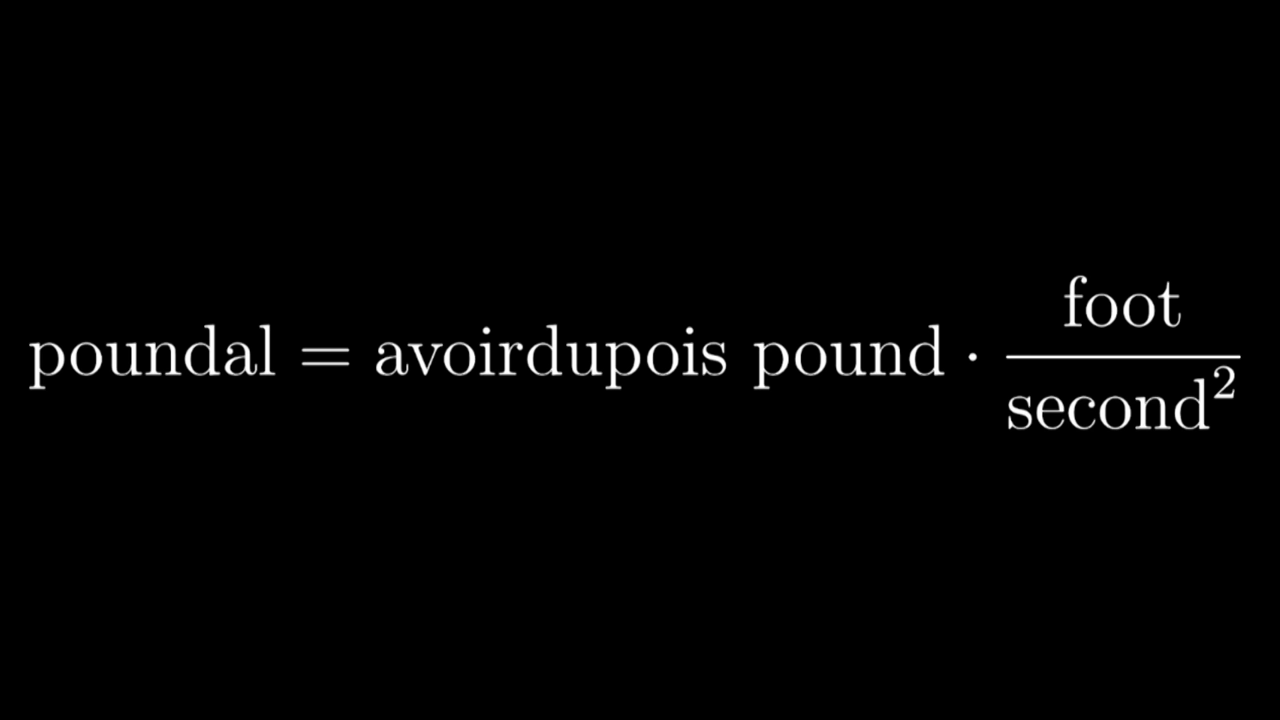 poundal = avoirdupois pound · foot / second²